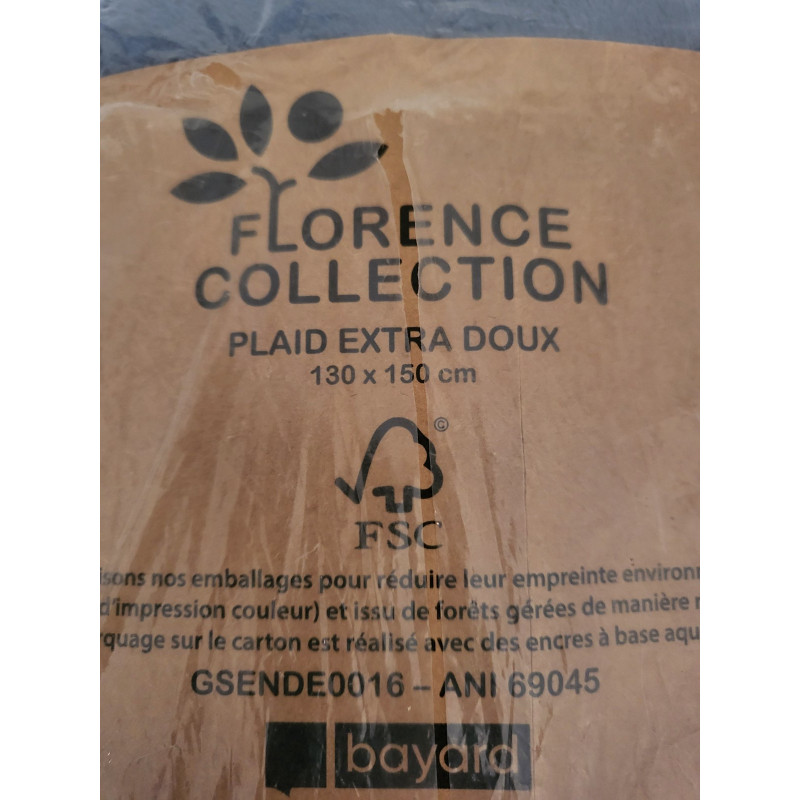 FLORENCE
COLLECTION
PLAID EXTRA DOUX
130 x 150 cm
©
FSC
isons nos emballages pour réduire leur empreinte environn
d'impression couleur) et issu de forêts gérées de manière r
rquage sur le carton est réalisé avec des encres à base aqu
GSENDE0016 – ANI 69045
bayard